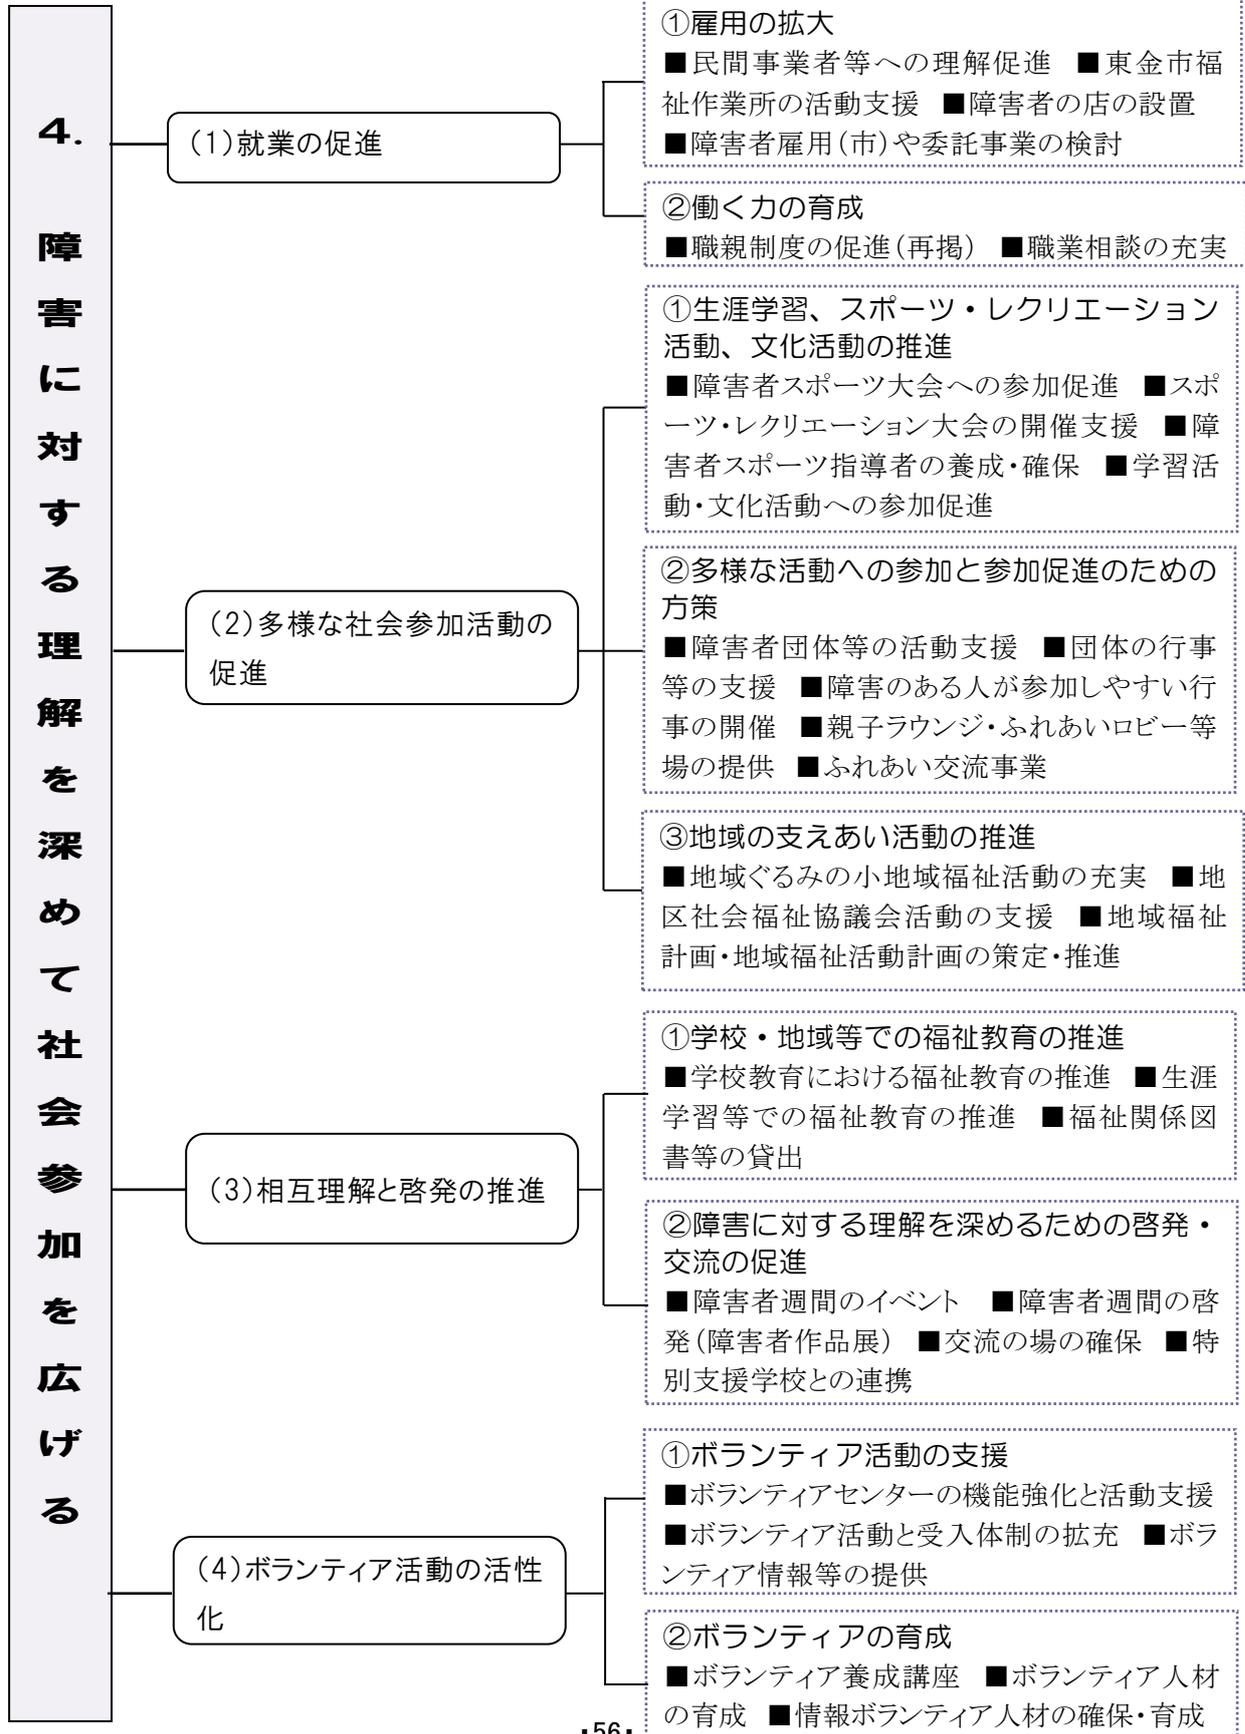 4. 障害に対する理解を深めて社会参加を広げる
(1)就業の促進
①雇用の拡大
■民間事業者等への理解促進 ■東金市福
祉作業所の活動支援 ■障害者の店の設置
■障害者雇用(市)や委託事業の検討
②働く力の育成
■職親制度の促進(再掲) ■職業相談の充実
(2)多様な社会参加活動の
促進
①生涯学習、スポーツ・レクリエーション
活動、文化活動の推進
■障害者スポーツ大会への参加促進 ■スポ
ーツ・レクリエーション大会の開催支援 ■障
害者スポーツ指導者の養成・確保 ■学習活
動・文化活動への参加促進
②多様な活動への参加と参加促進のための
方策
■障害者団体等の活動支援 ■団体の行事
等の支援 ■障害のある人が参加しやすい行
事の開催 ■親子ラウンジ・ふれあいロビー等
場の提供 ■ふれあい交流事業
③地域の支えあい活動の推進
■地域ぐるみの小地域福祉活動の充実 ■地
区社会福祉協議会活動の支援 ■地域福祉
計画・地域福祉活動計画の策定・推進
(3)相互理解と啓発の推進
①学校・地域等での福祉教育の推進
■学校教育における福祉教育の推進 ■生涯
学習等での福祉教育の推進 ■福祉関係図
書等の貸出
②障害に対する理解を深めるための啓発・
交流の促進
■障害者週間のイベント ■障害者週間の啓
発(障害者作品展) ■交流の場の確保 ■特
別支援学校との連携
(4)ボランティア活動の活性
化
①ボランティア活動の支援
■ボランティアセンターの機能強化と活動支援
■ボランティア活動と受入体制の拡充 ■ボラ
ンティア情報等の提供
②ボランティアの育成
■ボランティア養成講座 ■ボランティア人材
の育成 ■情報ボランティア人材の確保・育成
-56-